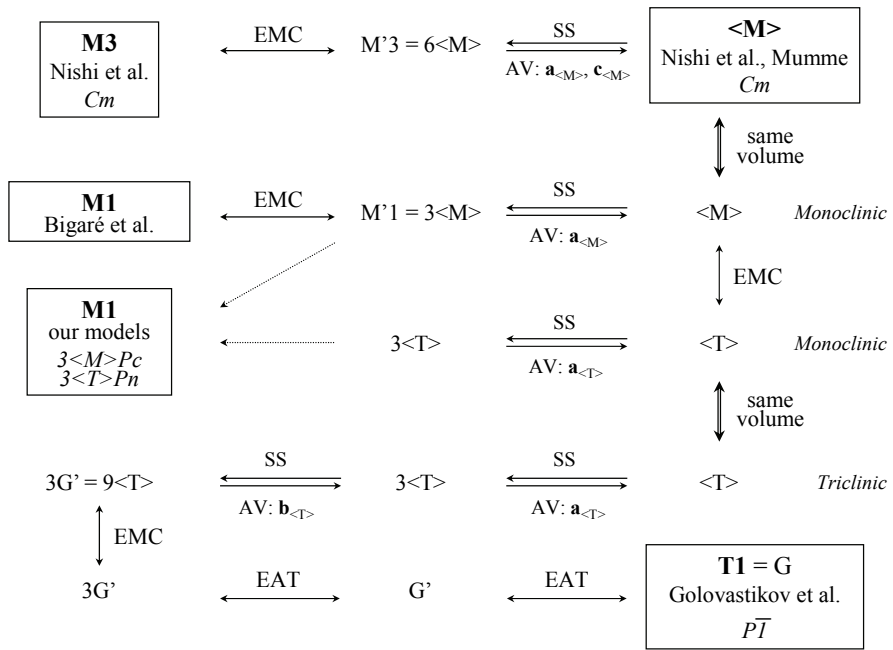 M3
Nishi et al.
Cm
EMC
M'3 = 6<M>
SS
AV: a<M>, c<M>
<M>
Nishi et al., Mumme
Cm
same
volume
M1
Bigaré et al.
EMC
M'1 = 3<M>
SS
AV: a<M>
<M>
Monoclinic
EMC
M1
our models
3<M>Pc
3<T>Pn
3<T>
SS
AV: a<T>
<T>
Monoclinic
same
volume
3G' = 9<T>
SS
AV: b<T>
3<T>
SS
AV: a<T>
<T>
Triclinic
EMC
3G'
EAT
G'
EAT
T1 = G
Golovastikov et al.
P1̅